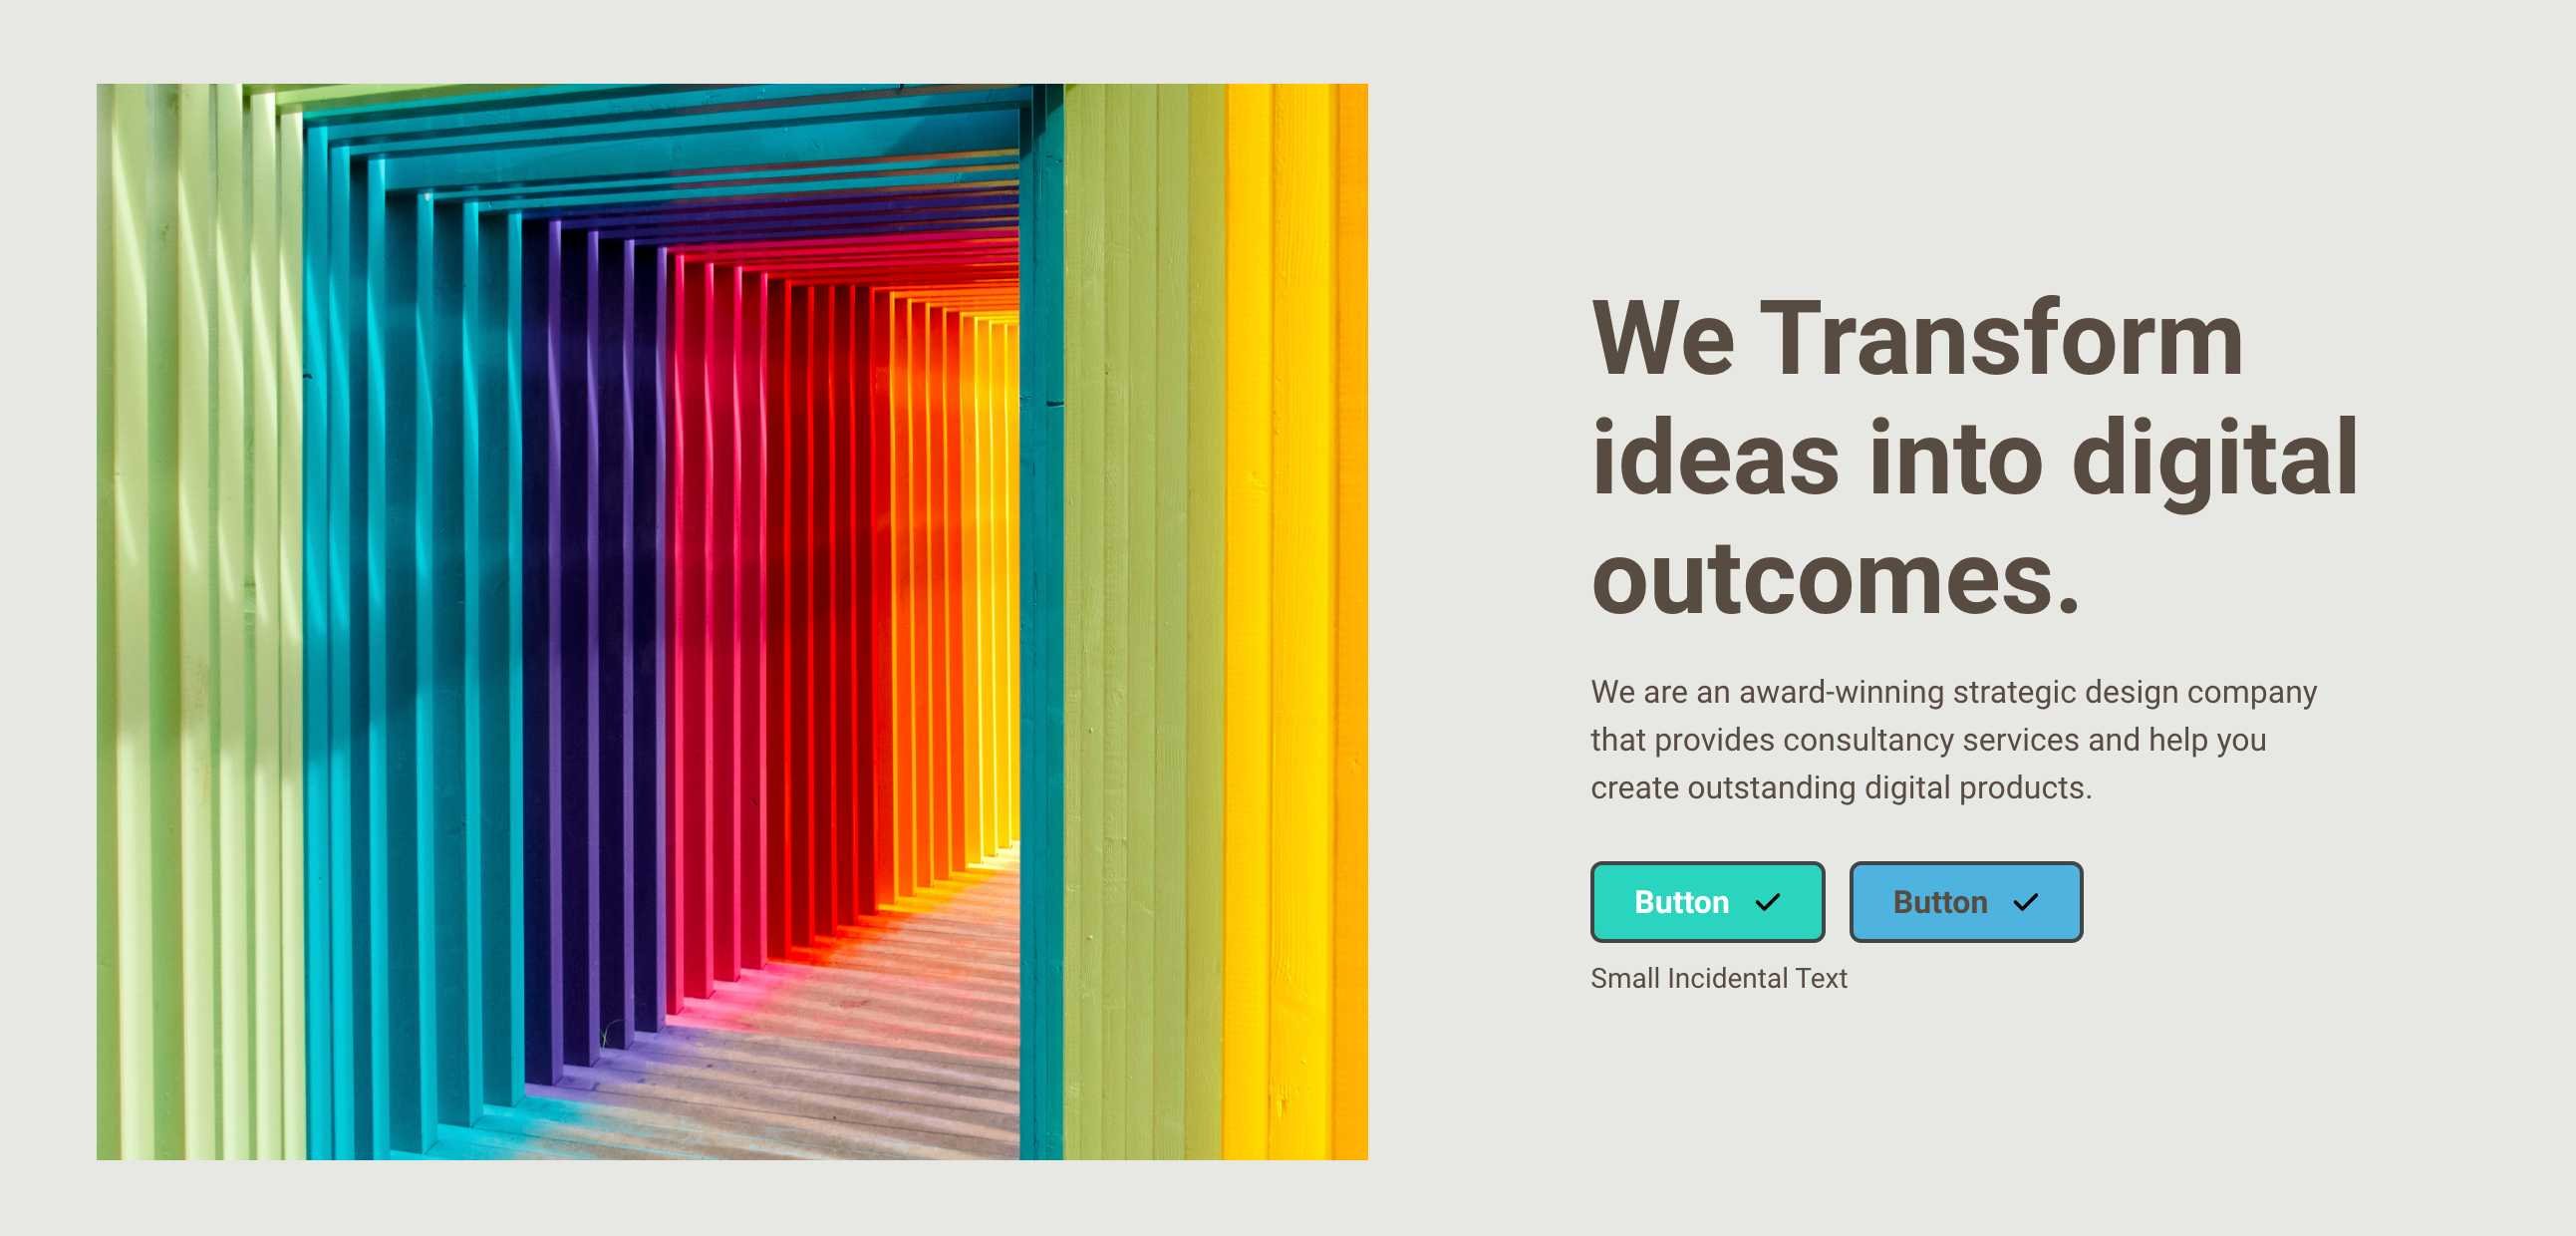 We Transform
ideas into digital
outcomes.
We are an award-winning strategic design company
that provides consultancy services and help you
create outstanding digital products.
Button
Button
Small Incidental Text